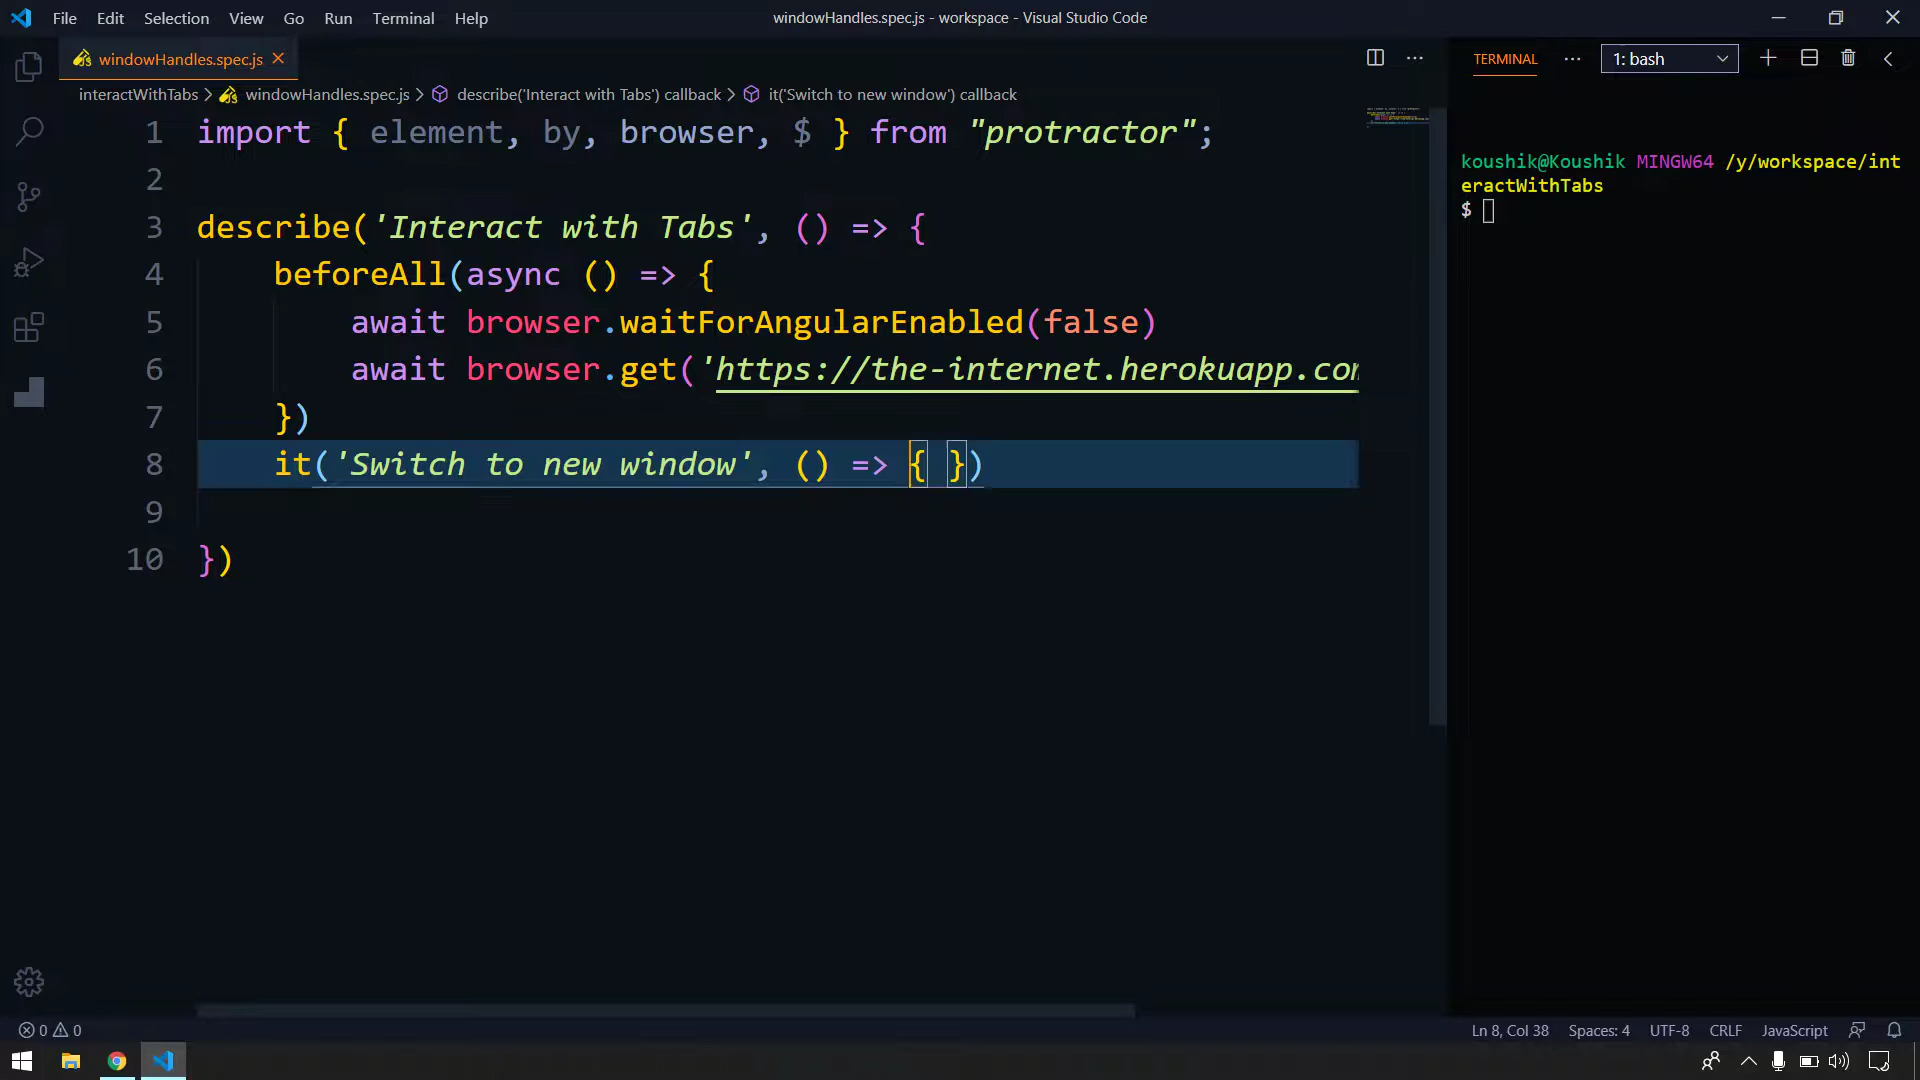 File Edit Selection View Go Run Terminal Help
windowHandles.spec.js - workspace - Visual Studio Code
windowHandles.spec.js
interactWithTabs > windowHandles.spec.js > describe('Interact with Tabs') callback > it('Switch to new window') callback
1 import { element, by, browser, $ } from "protractor";
2
3 describe('Interact with Tabs', () => {
4 beforeAll(async () => {
5 await browser.waitForAngularEnabled(false)
6 await browser.get('https://the-internet.herokuapp.com
7 })
8 it('Switch to new window', () => { })
9
10 })
TERMINAL ··· 1: bash
koushik@Koushik MINGW64 /y/workspace/int
eractWithTabs
$
0 0
Ln 8, Col 38 Spaces: 4 UTF-8 CRLF JavaScript